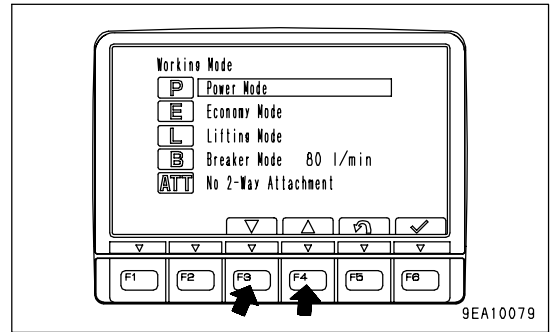 Working Mode
P Power Mode
E Economy Mode
L Lifting Mode
B Breaker Mode 80 l/min
ATT No 2-Way Attachment
F1 F2 F3 F4 F5 F6
9EA10079